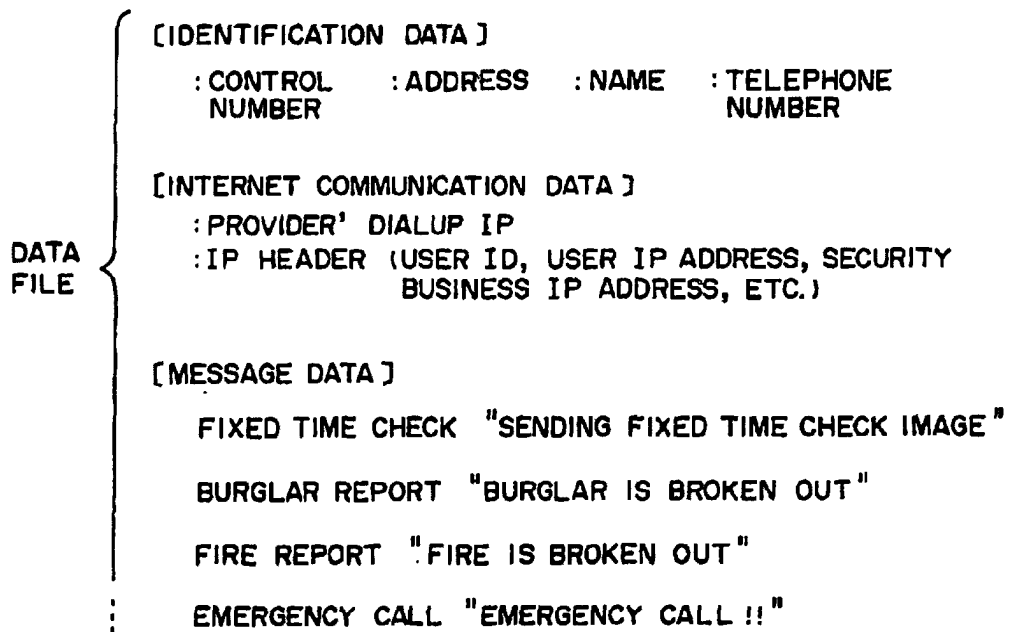 [IDENTIFICATION DATA]
:CONTROL :ADDRESS :NAME :TELEPHONE
NUMBER NUMBER
[INTERNET COMMUNICATION DATA]
:PROVIDER' DIALUP IP
DATA
FILE
:IP HEADER (USER ID, USER IP ADDRESS, SECURITY
BUSINESS IP ADDRESS, ETC.)
[MESSAGE DATA]
FIXED TIME CHECK "SENDING FIXED TIME CHECK IMAGE"
BURGLAR REPORT "BURGLAR IS BROKEN OUT"
FIRE REPORT "FIRE IS BROKEN OUT"
EMERGENCY CALL "EMERGENCY CALL !!"